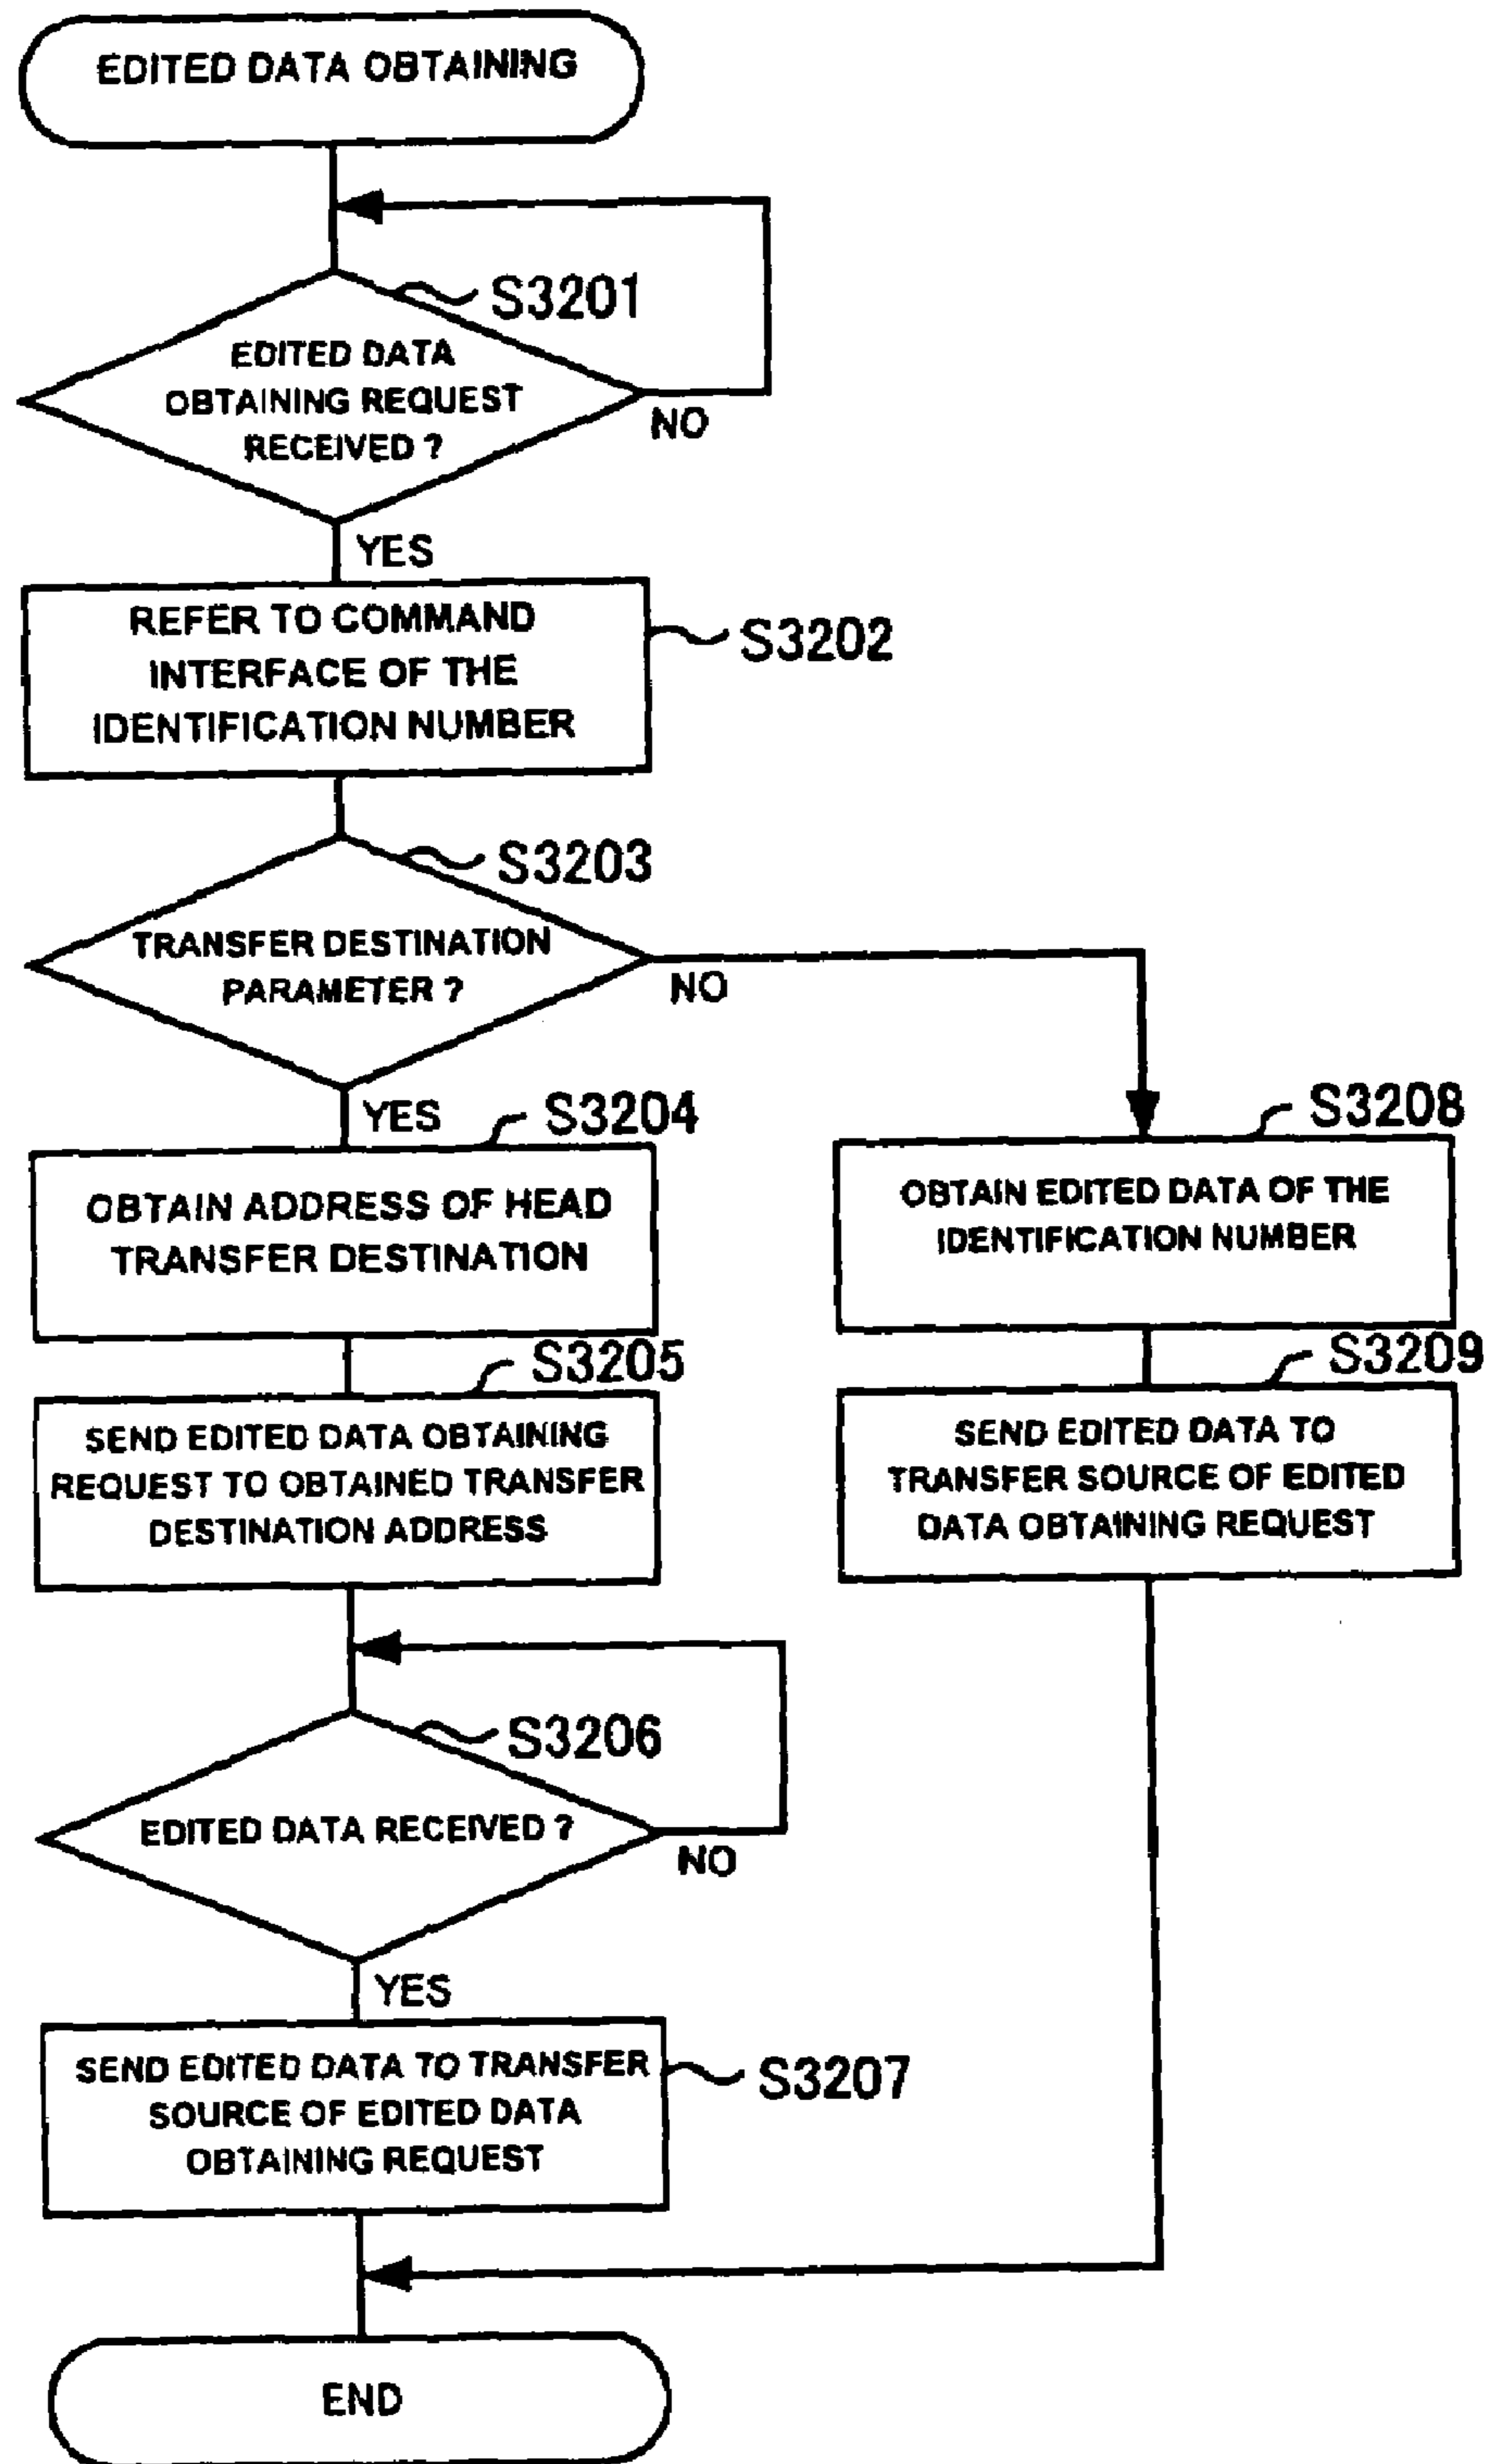 EDITED DATA OBTAINING
S3201
EDITED DATA
OBTAINING REQUEST
RECEIVED ?
NO
YES
REFER TO COMMAND
INTERFACE OF THE
IDENTIFICATION NUMBER
S3202
S3203
TRANSFER DESTINATION
PARAMETER ?
NO
YES
S3204
OBTAIN ADDRESS OF HEAD
TRANSFER DESTINATION
S3205
SEND EDITED DATA OBTAINING
REQUEST TO OBTAINED TRANSFER
DESTINATION ADDRESS
S3206
EDITED DATA RECEIVED ?
NO
YES
SEND EDITED DATA TO TRANSFER
SOURCE OF EDITED DATA
OBTAINING REQUEST
S3207
S3208
OBTAIN EDITED DATA OF THE
IDENTIFICATION NUMBER
S3209
SEND EDITED DATA TO
TRANSFER SOURCE OF EDITED
DATA OBTAINING REQUEST
END